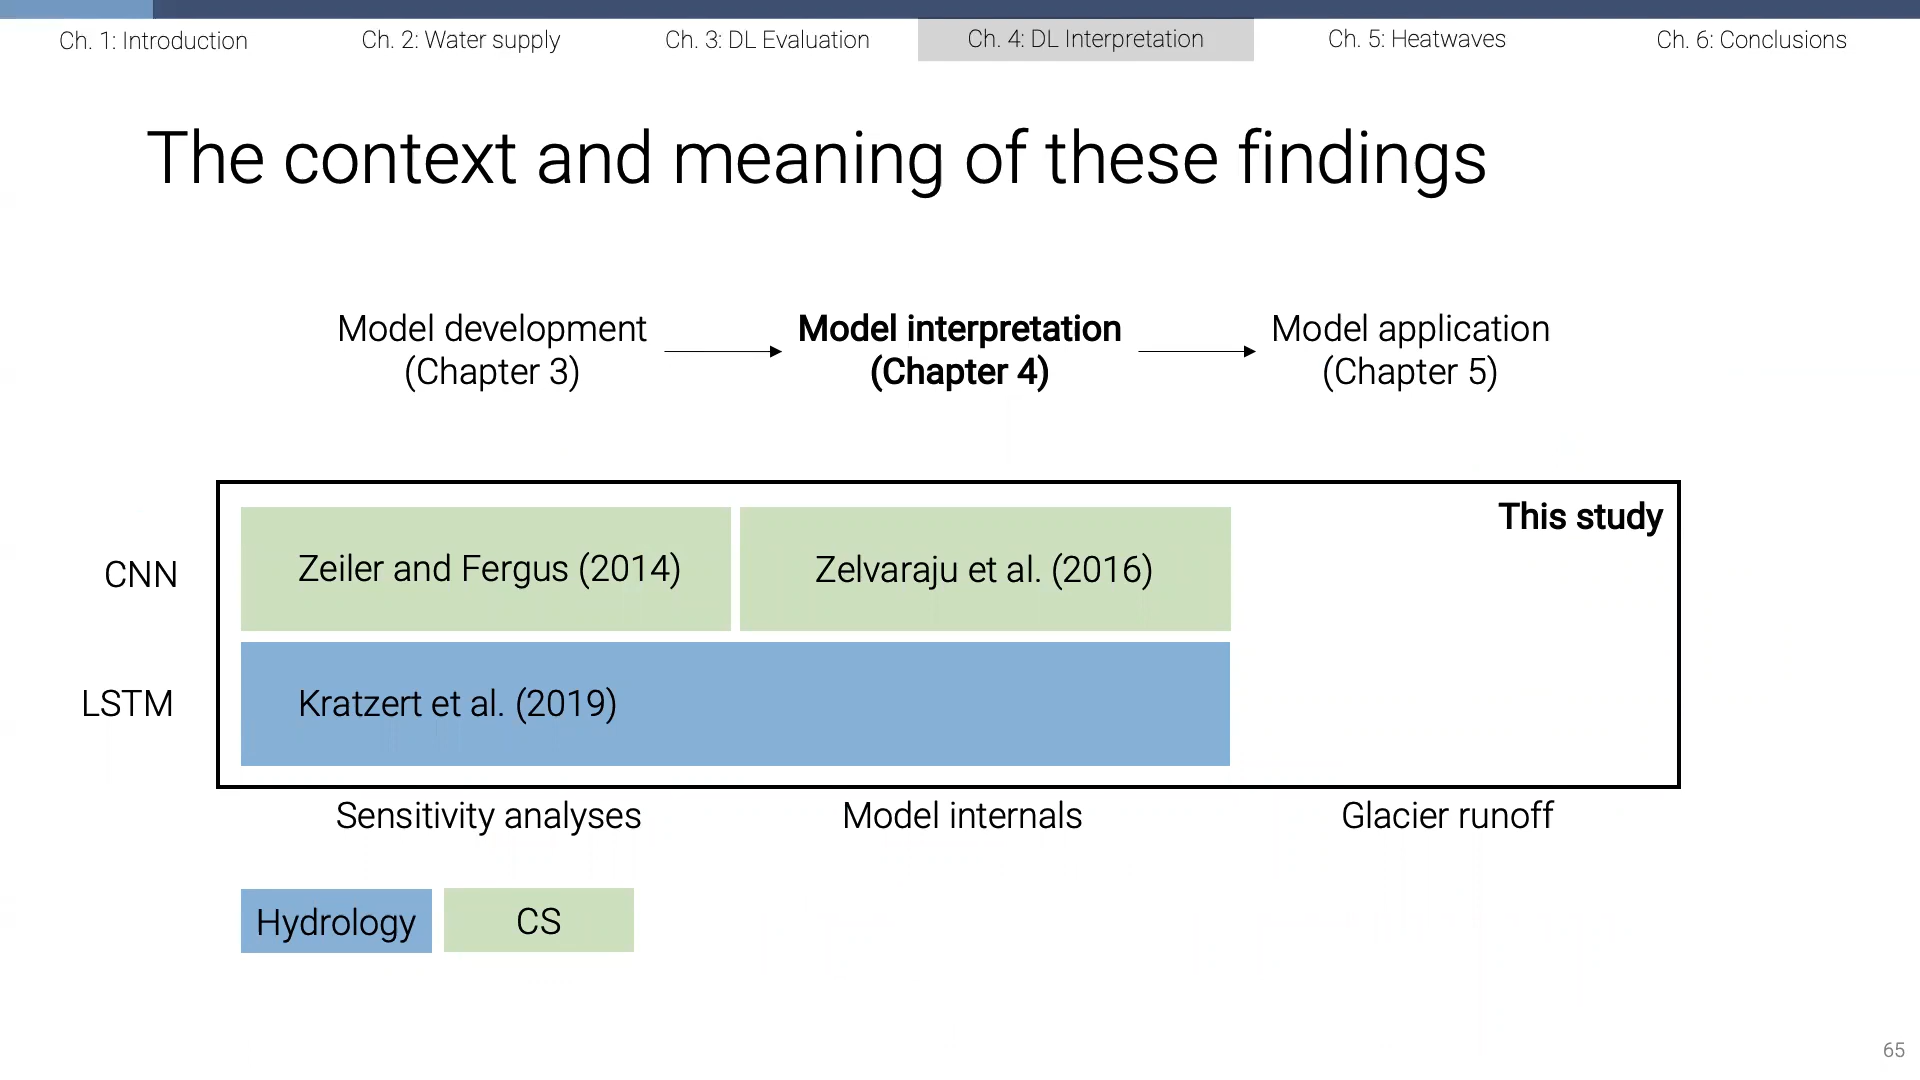 Ch. 1: Introduction
Ch. 2: Water supply
Ch. 3: DL Evaluation
Ch. 4: DL Interpretation
Ch. 5: Heatwaves
Ch. 6: Conclusions
The context and meaning of these findings
Model development
(Chapter 3)
Model interpretation
(Chapter 4)
Model application
(Chapter 5)
This study
CNN
Zeiler and Fergus (2014)
Zelvaraju et al. (2016)
LSTM
Kratzert et al. (2019)
Sensitivity analyses
Model internals
Glacier runoff
Hydrology
CS
65